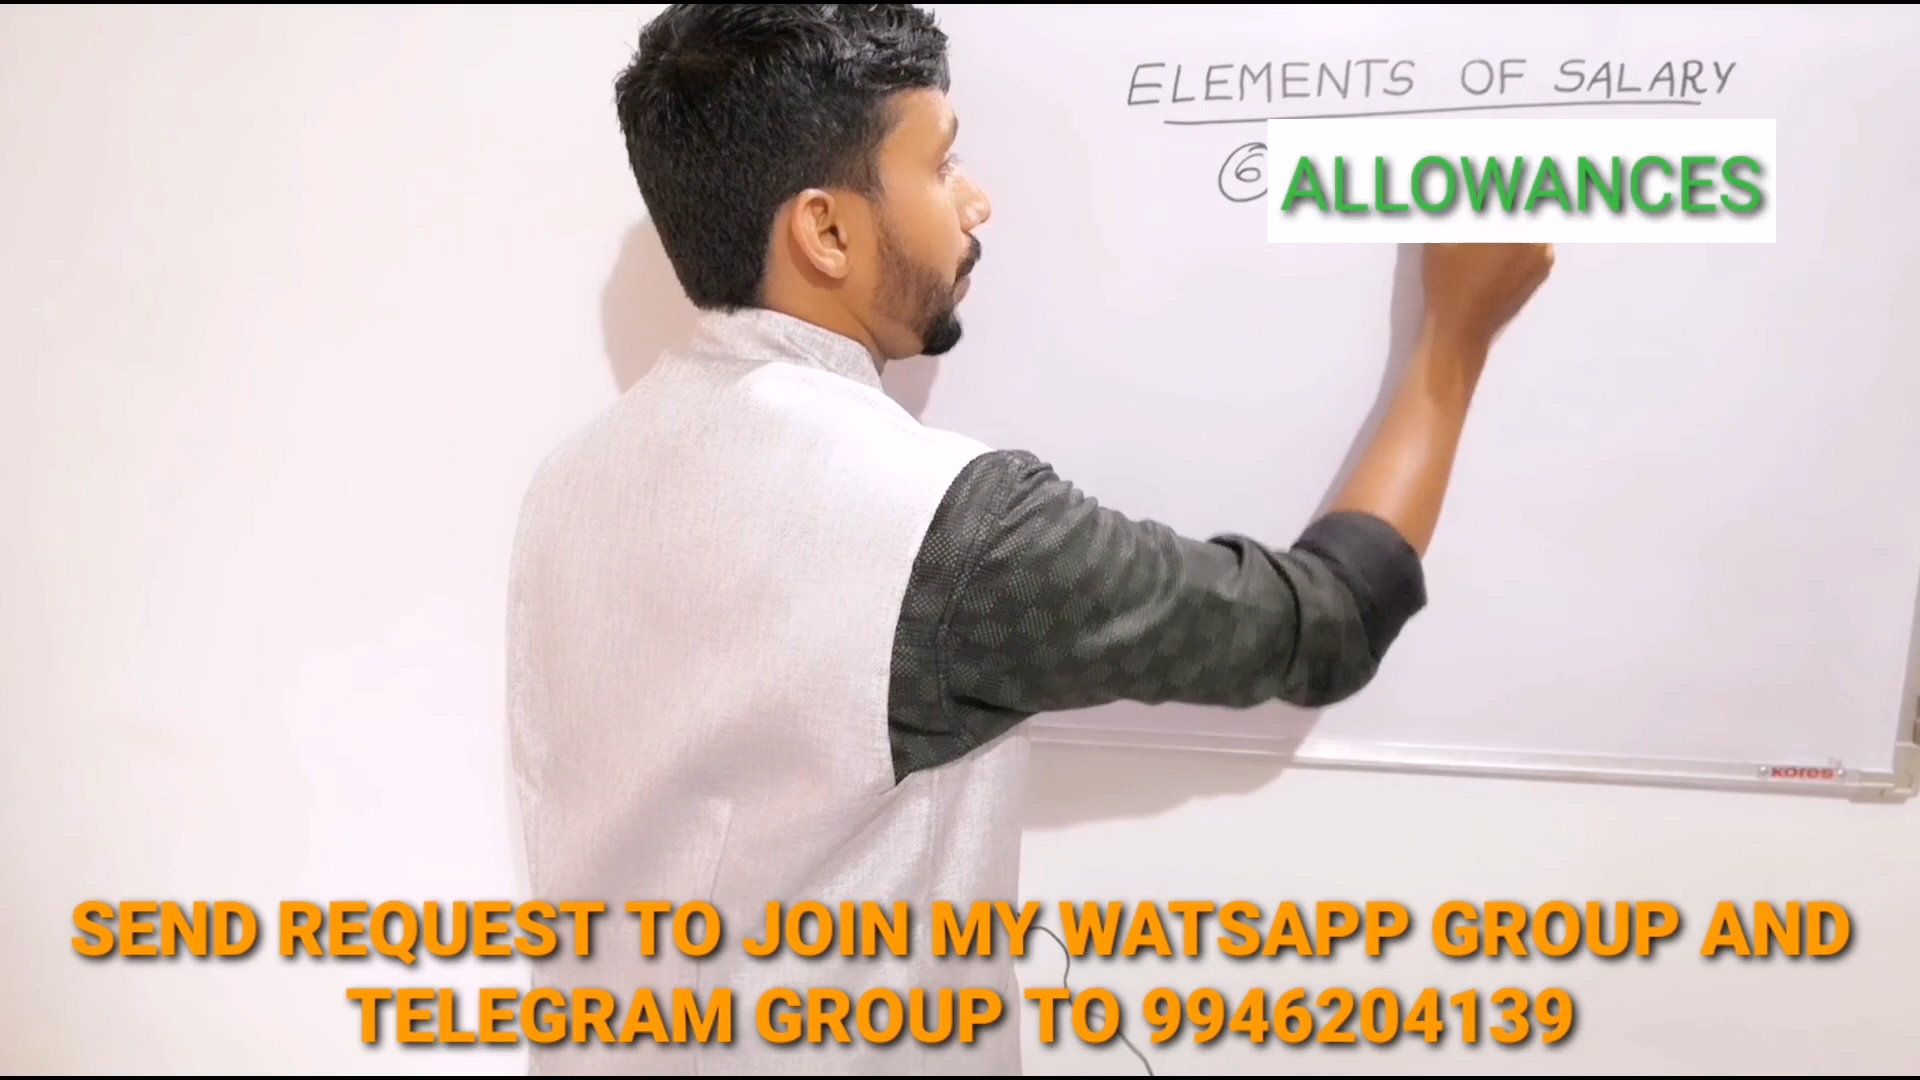 ELEMENTS OF SALARY
⑥ ALLOWANCES
kores
SEND REQUEST TO JOIN MY WATSAPP GROUP AND
TELEGRAM GROUP TO 9946204139